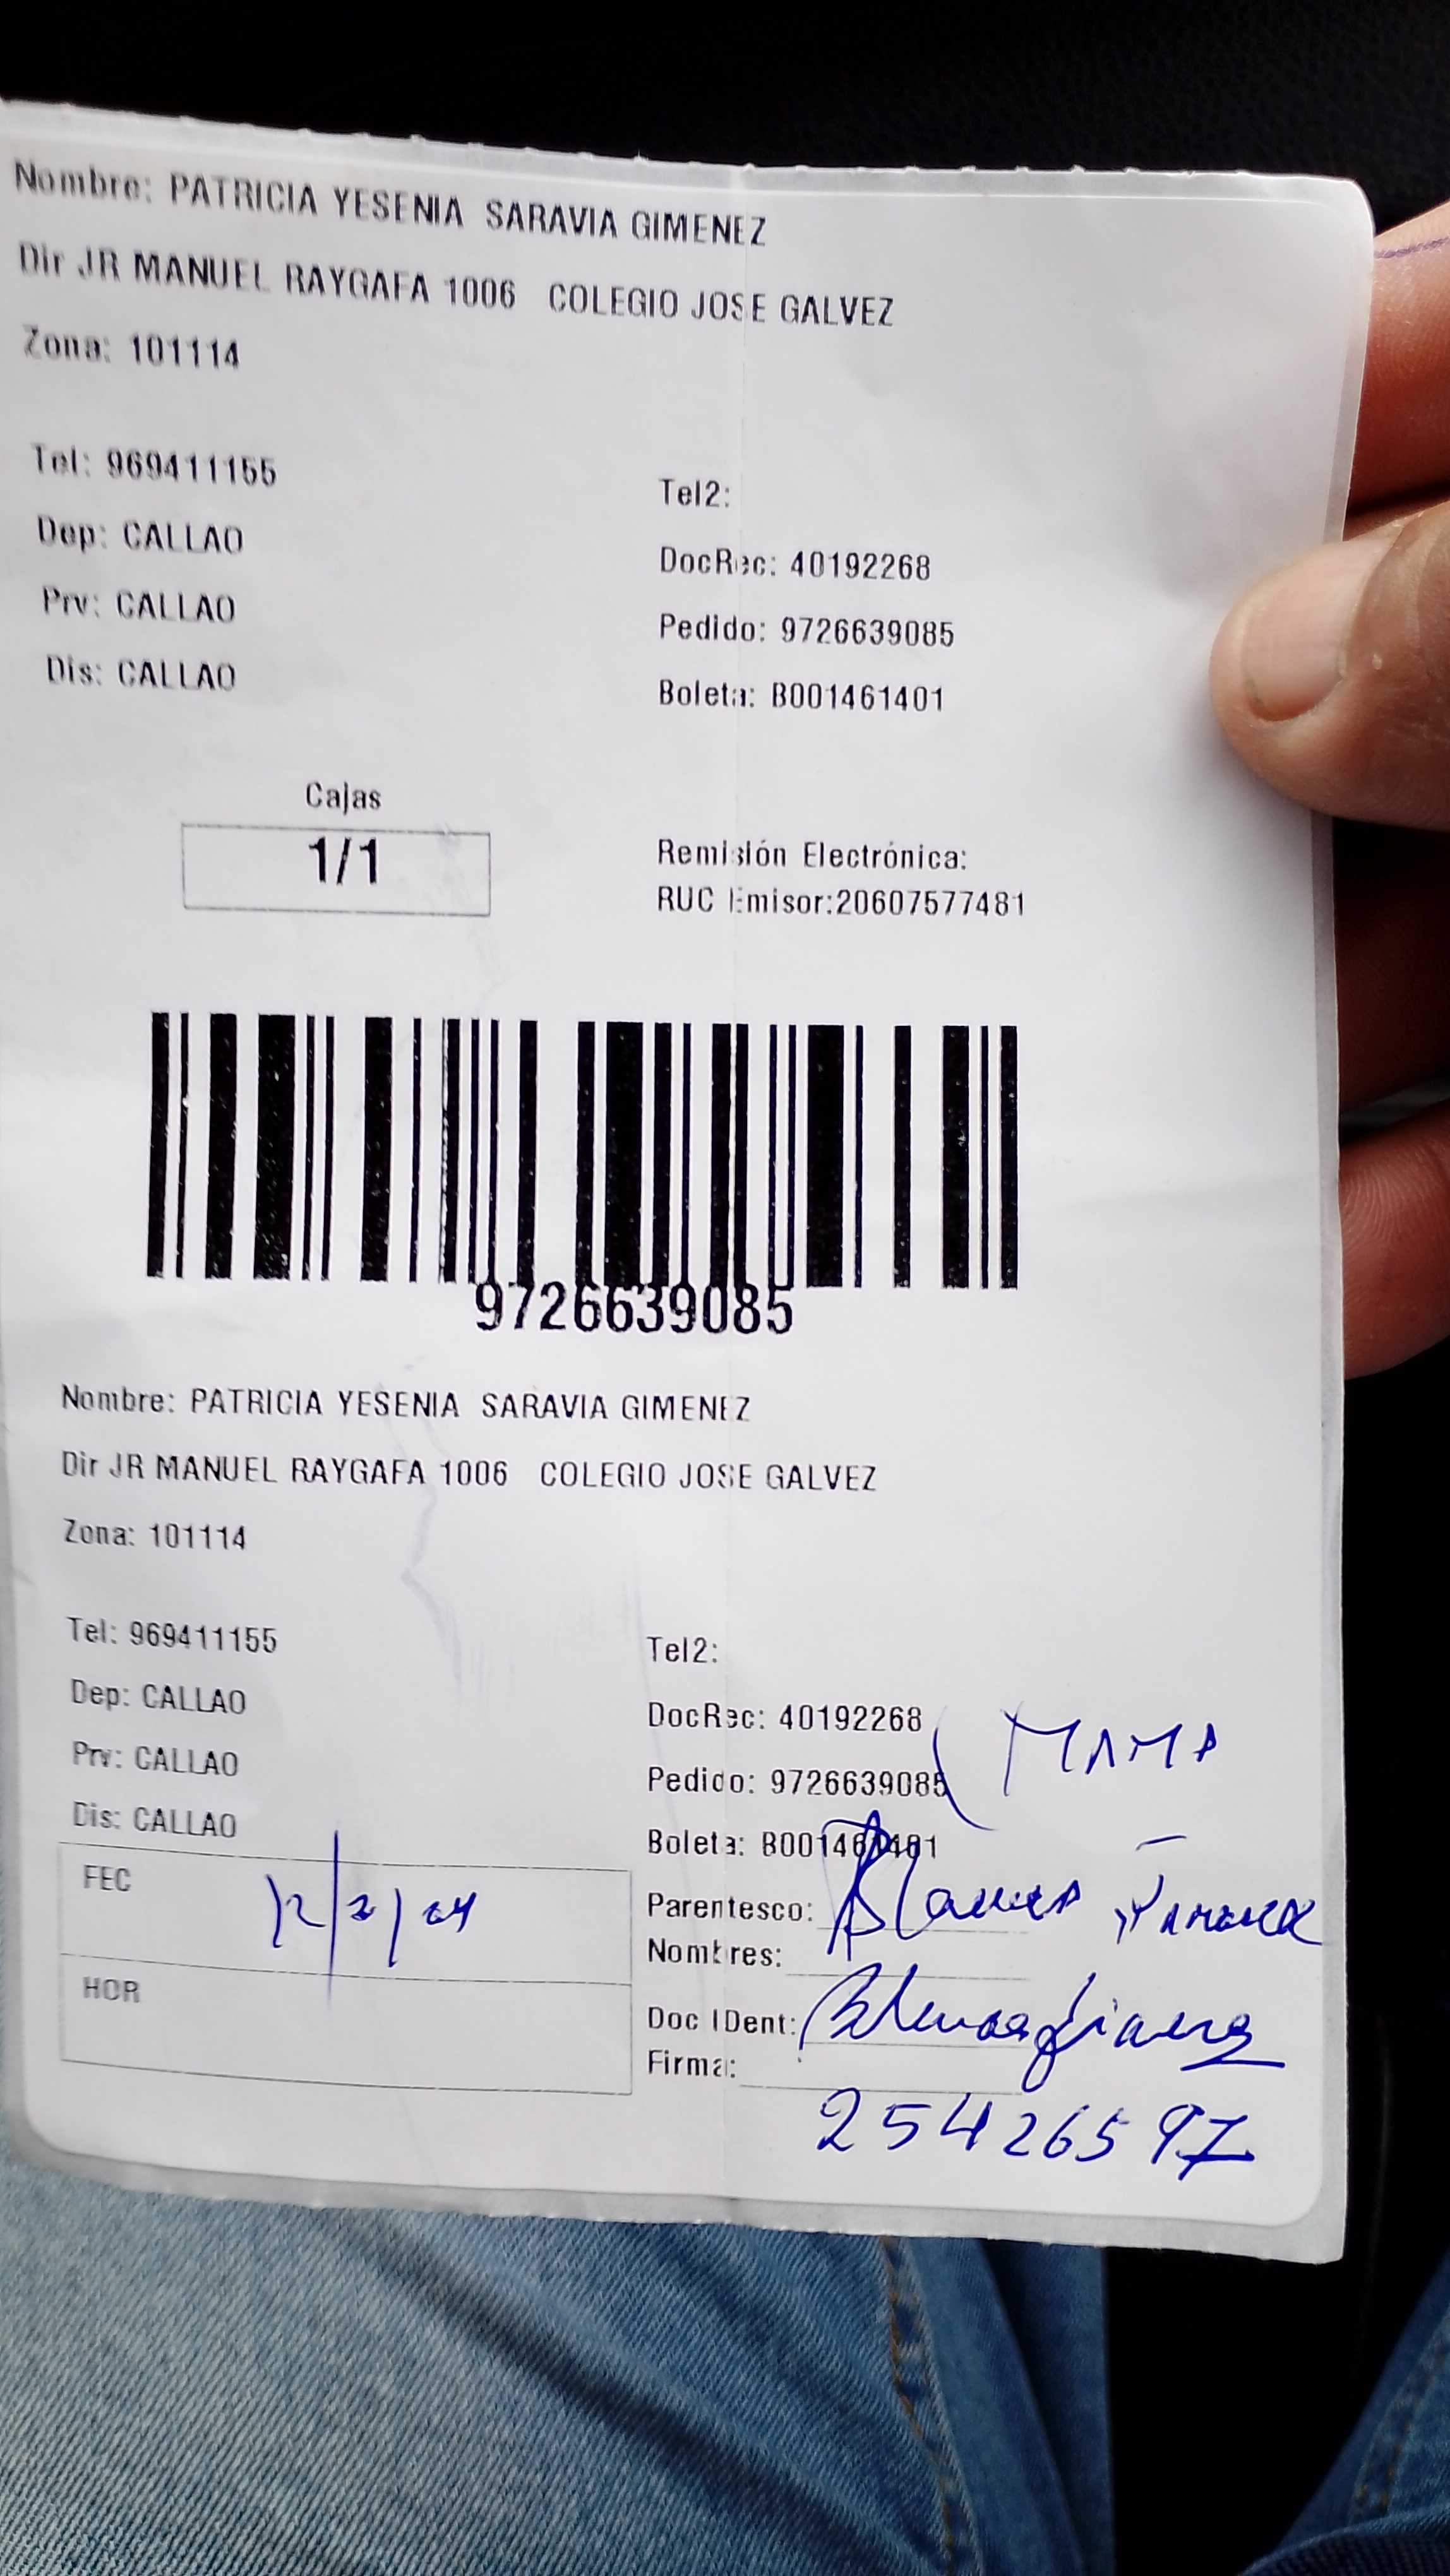 Nombre: PATRICIA YESENIA SARAVIA GIMENEZ
Dir JR MANUEL RAYGAFA 1006 COLEGIO JOSE GALVEZ
Zona: 101114
Tel: 969411155 Tel2:
Dep: CALLAO DocRec: 40192268
Prv: CALLAO Pedido: 9726639085
Dis: CALLAO Boleta: B001461401
Cajas
1/1
Remisión Electrónica:
RUC Emisor:20607577481
9726639085
Nombre: PATRICIA YESENIA SARAVIA GIMENEZ
Dir JR MANUEL RAYGAFA 1006 COLEGIO JOSE GALVEZ
Zona: 101114
Tel: 969411155 Tel2:
Dep: CALLAO DocRec: 40192268
Prv: CALLAO Pedido: 9726639085
MAMA
Dis: CALLAO Boleta: B001461401
FEC 12/2/24
HOR
Parentesco:
Nombres:
Doc IDent:
Firma:
25426597